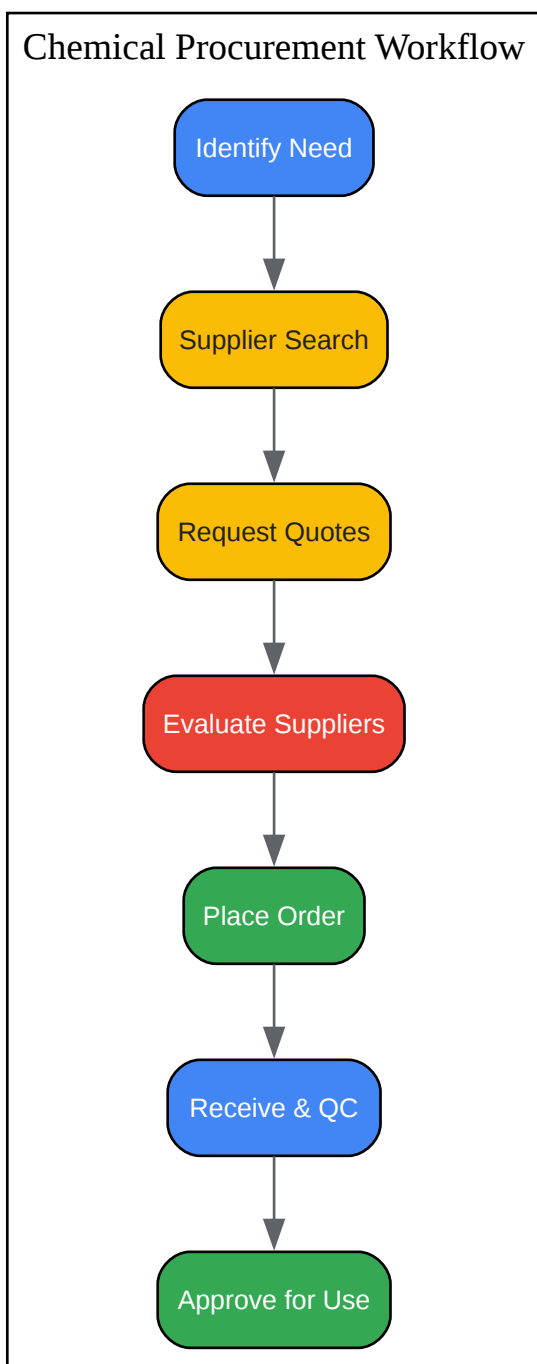 Chemical Procurement Workflow
Identify Need
Supplier Search
Request Quotes
Evaluate Suppliers
Place Order
Receive & QC
Approve for Use